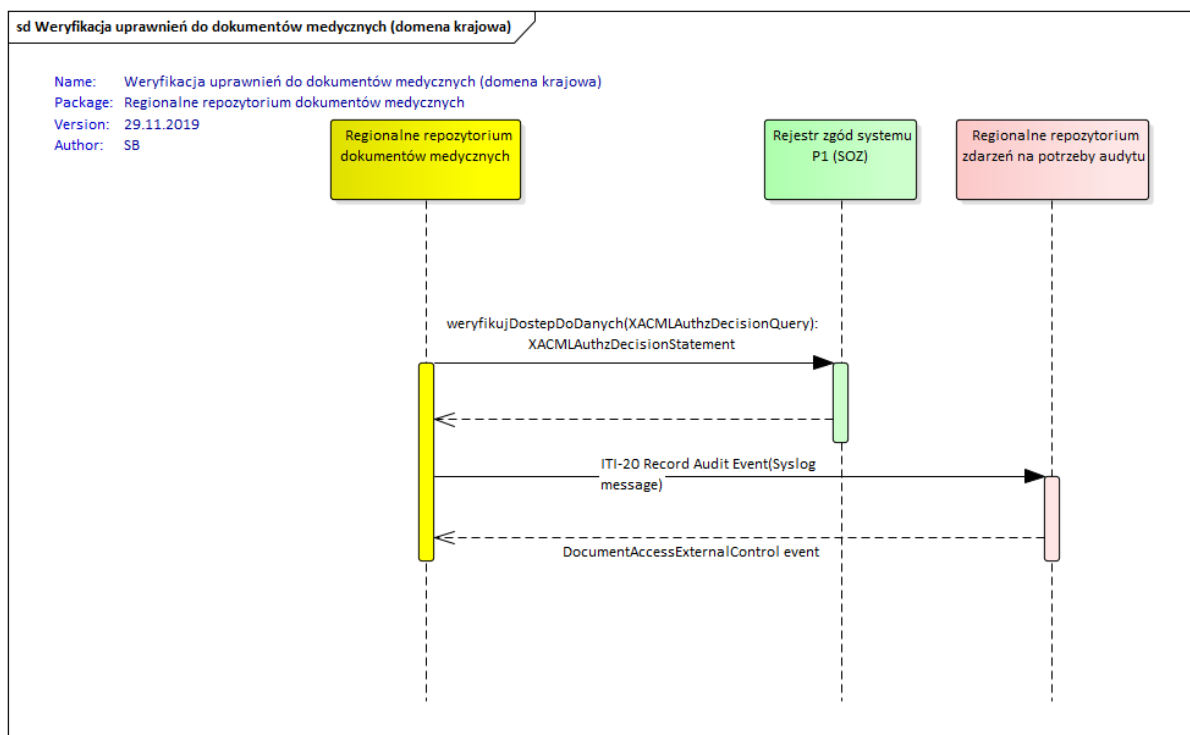 sd Weryfikacja uprawnień do dokumentów medycznych (domena krajowa)
Name: Weryfikacja uprawnień do dokumentów medycznych (domena krajowa)
Package: Regionalne repozytorium dokumentów medycznych
Version: 29.11.2019
Author: SB
Regionalne repozytorium
dokumentów medycznych
Rejestr zgód systemu
P1 (SOZ)
Regionalne repozytorium
zdarzeń na potrzeby audytu
weryfikujDostepDoDanych(XACMLAuthzDecisionQuery):
XACMLAuthzDecisionStatement
ITI-20 Record Audit Event(Syslog
message)
DocumentAccessExternalControl event